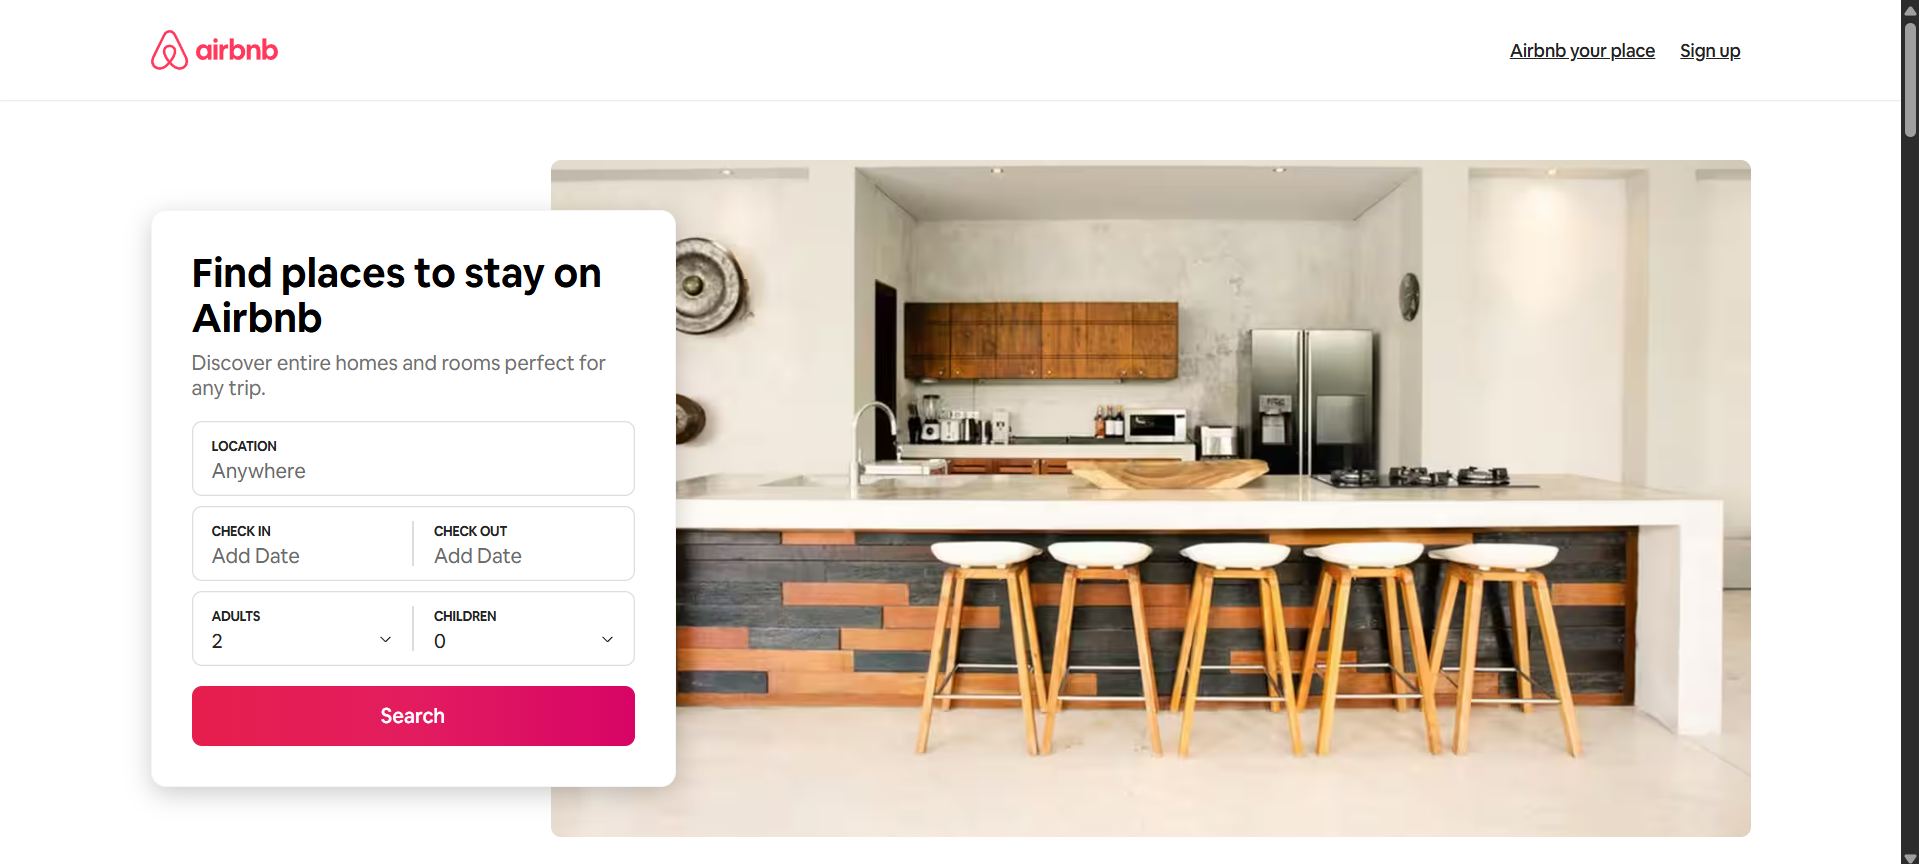 airbnb
Airbnb your place
Sign up
Find places to stay on
Airbnb
Discover entire homes and rooms perfect for
any trip.
LOCATION
Anywhere
CHECK IN
Add Date
CHECK OUT
Add Date
ADULTS
2
CHILDREN
0
Search